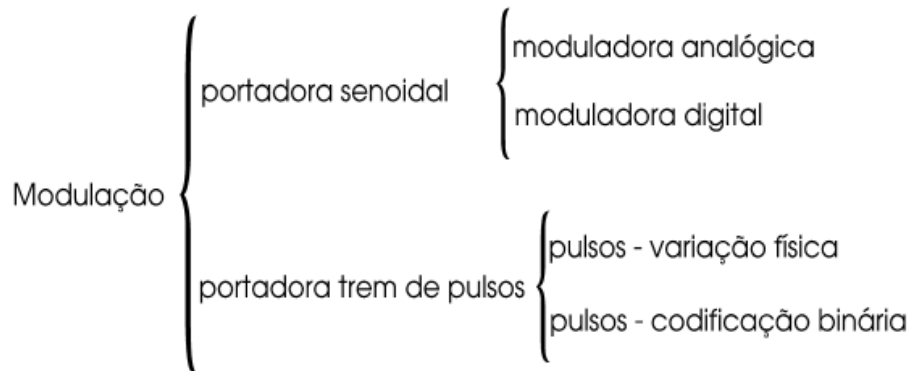 moduladora analógica
portadora senoidal
moduladora digital
Modulação
pulsos - variação física
portadora trem de pulsos
pulsos - codificação binária